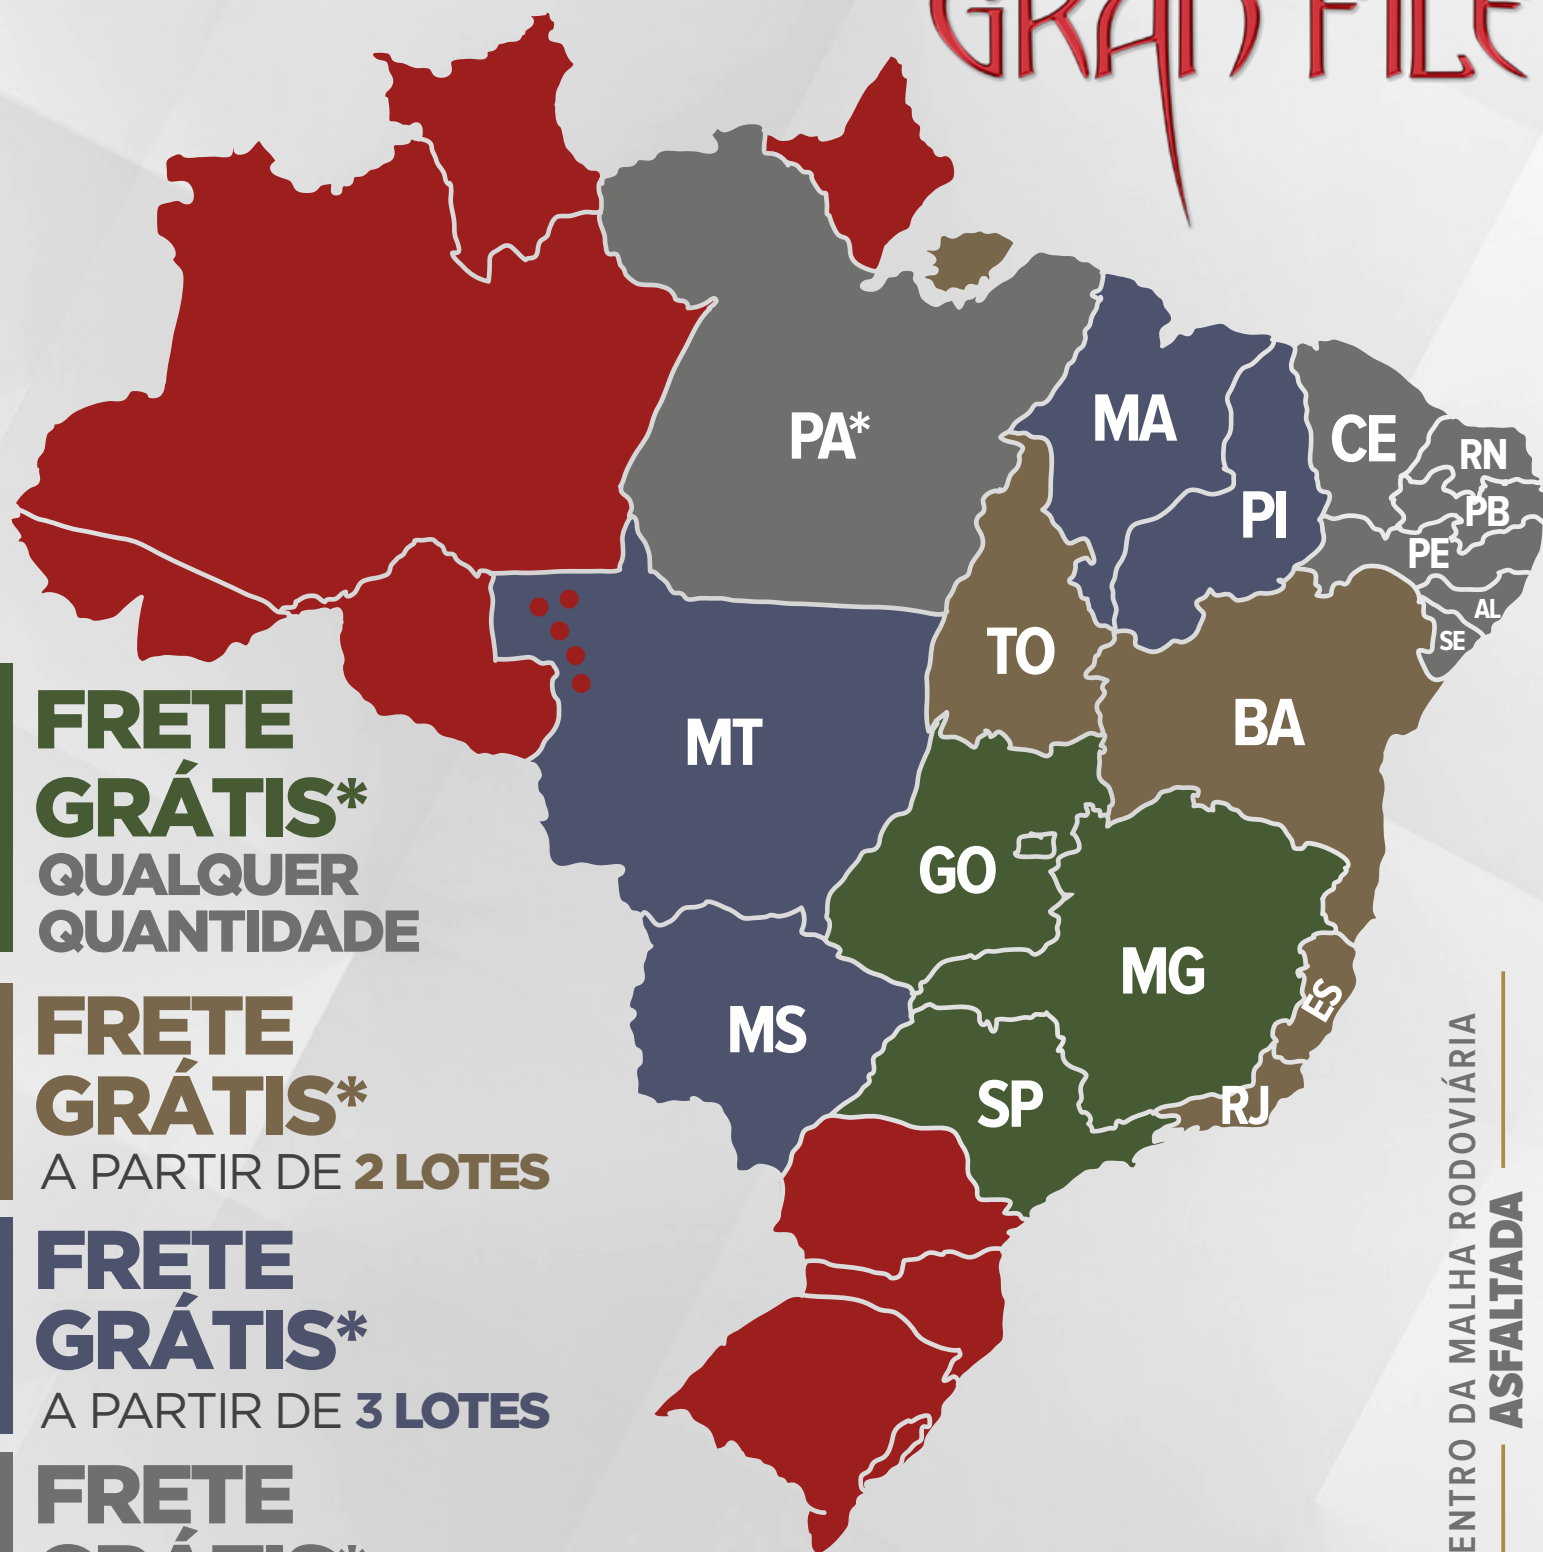 GRAN FILE
PA*
MA
CE
RN
PI
PB
PE
AL
SE
TO
BA
MT
GO
MG
ES
MS
SP
RJ
FRETE
GRÁTIS*
QUALQUER
QUANTIDADE
FRETE
GRÁTIS*
A PARTIR DE 2 LOTES
FRETE
GRÁTIS*
A PARTIR DE 3 LOTES
FRETE
GRÁTIS*
ENTRO DA MALHA RODOVIÁRIA
ASFALTADA